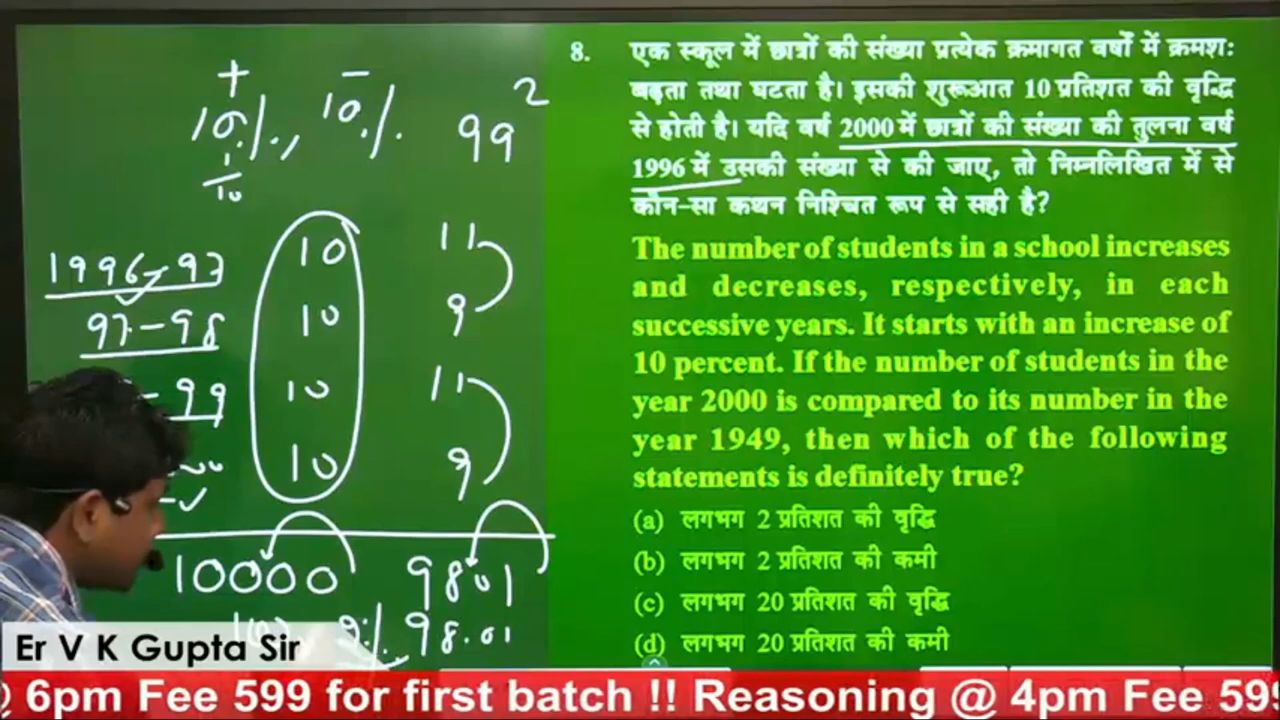 + −
10%, 10%. 99²
1/10
1996-97 10 11
97-98 10 9
-99 10 11
10 9
10000 9801
98.01
8. एक स्कूल में छात्रों की संख्या प्रत्येक क्रमागत वर्षों में क्रमश:
बढ़ता तथा घटता है। इसकी शुरूआत 10 प्रतिशत की वृद्धि
से होती है। यदि वर्ष 2000 में छात्रों की संख्या की तुलना वर्ष
1996 में उसकी संख्या से की जाए, तो निम्नलिखित में से
कौन-सा कथन निश्चित रूप से सही है?
The number of students in a school increases
and decreases, respectively, in each
successive years. It starts with an increase of
10 percent. If the number of students in the
year 2000 is compared to its number in the
year 1949, then which of the following
statements is definitely true?
(a) लगभग 2 प्रतिशत की वृद्धि
(b) लगभग 2 प्रतिशत की कमी
(c) लगभग 20 प्रतिशत की वृद्धि
(d) लगभग 20 प्रतिशत की कमी
Er V K Gupta Sir
@ 6pm Fee 599 for first batch !! Reasoning @ 4pm Fee 599